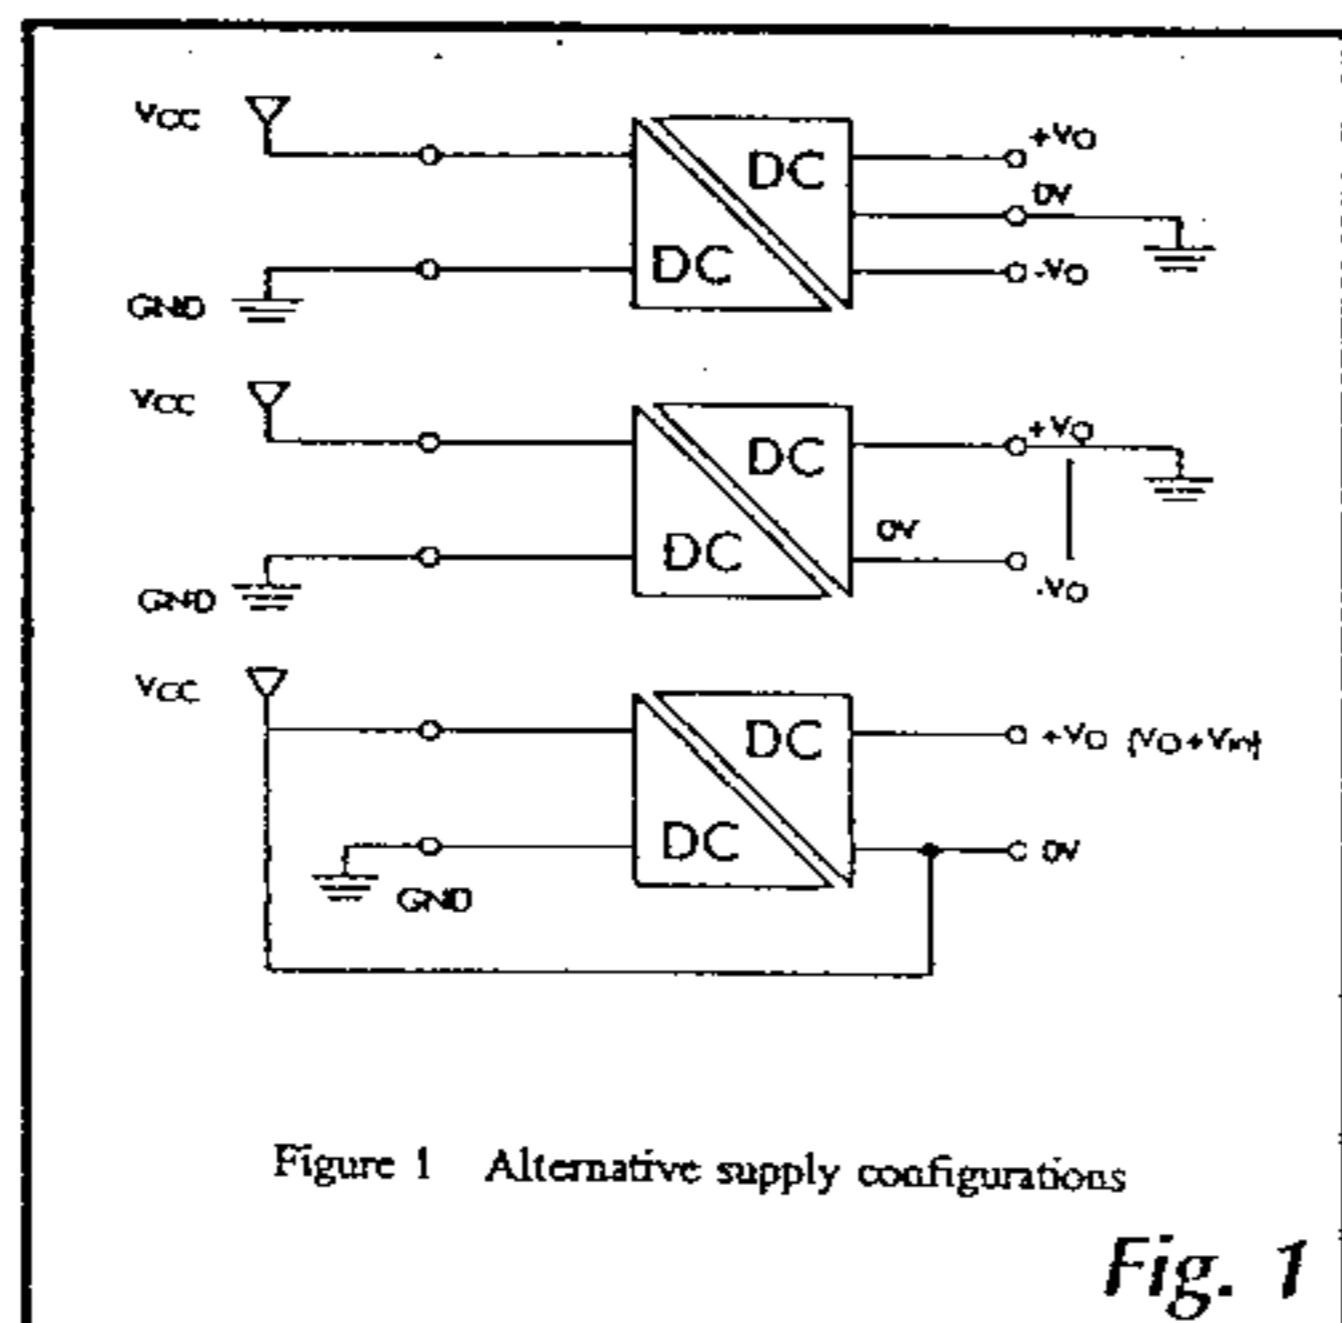 VCC
+VO
0V
DC
DC
-VO
GND
VCC
+VO
DC
0V
DC
-VO
GND
VCC
DC
+VO (VO+Vin)
DC
0V
GND
Figure 1 Alternative supply configurations
Fig. 1